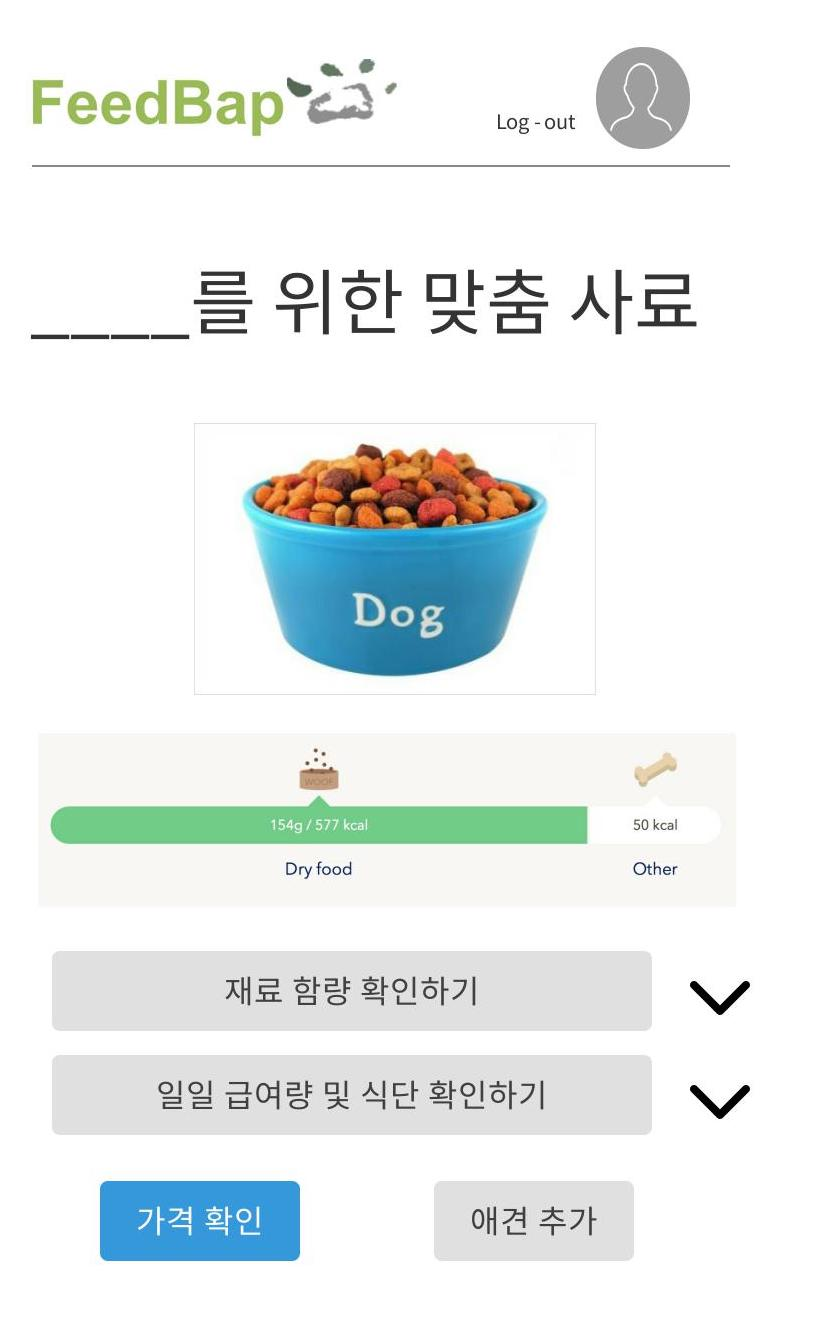 FeedBap
Log - out
____를 위한 맞춤 사료
Dog
WOOF
154g / 577 kcal
50 kcal
Dry food
Other
재료 함량 확인하기
일일 급여량 및 식단 확인하기
가격 확인
애견 추가